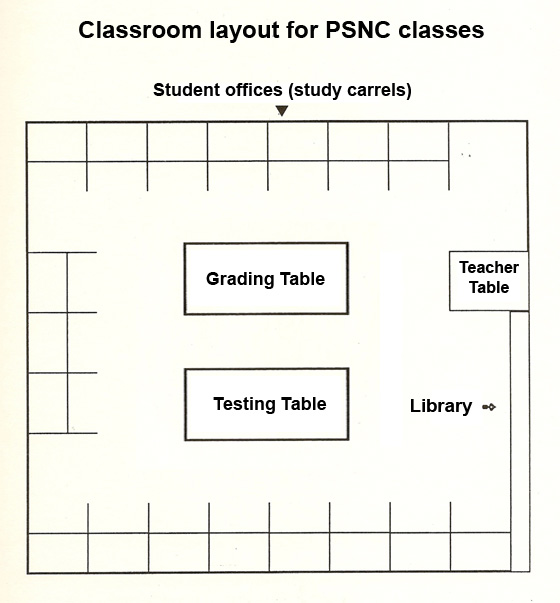 Classroom layout for PSNC classes
Student offices (study carrels)
Grading Table
Teacher
Table
Testing Table
Library